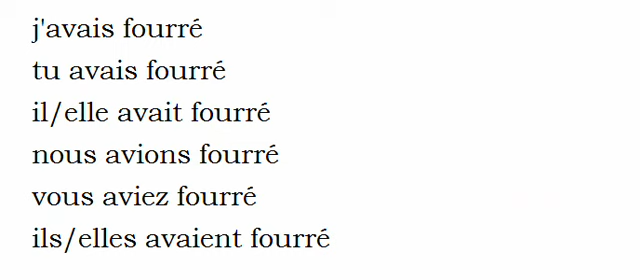 j'avais fourré
tu avais fourré
il/elle avait fourré
nous avions fourré
vous aviez fourré
ils/elles avaient fourré